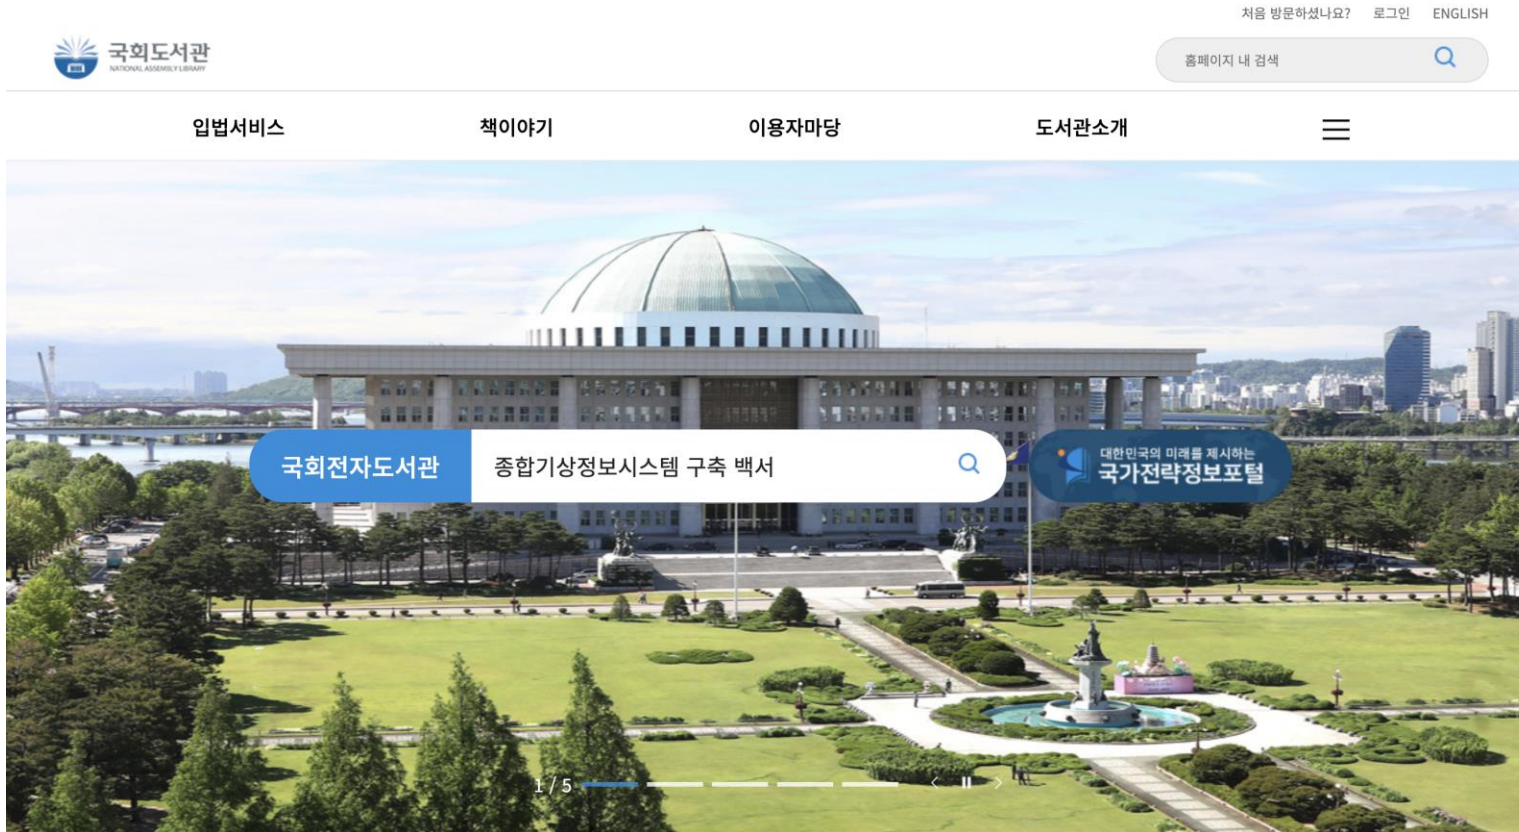 처음 방문하셨나요? 로그인 ENGLISH
국회도서관
NATIONAL ASSEMBLY LIBRARY
홈페이지 내 검색
입법서비스 책이야기 이용자마당 도서관소개
국회전자도서관 종합기상정보시스템 구축 백서
대한민국의 미래를 제시하는
국가전략정보포털
1 / 5